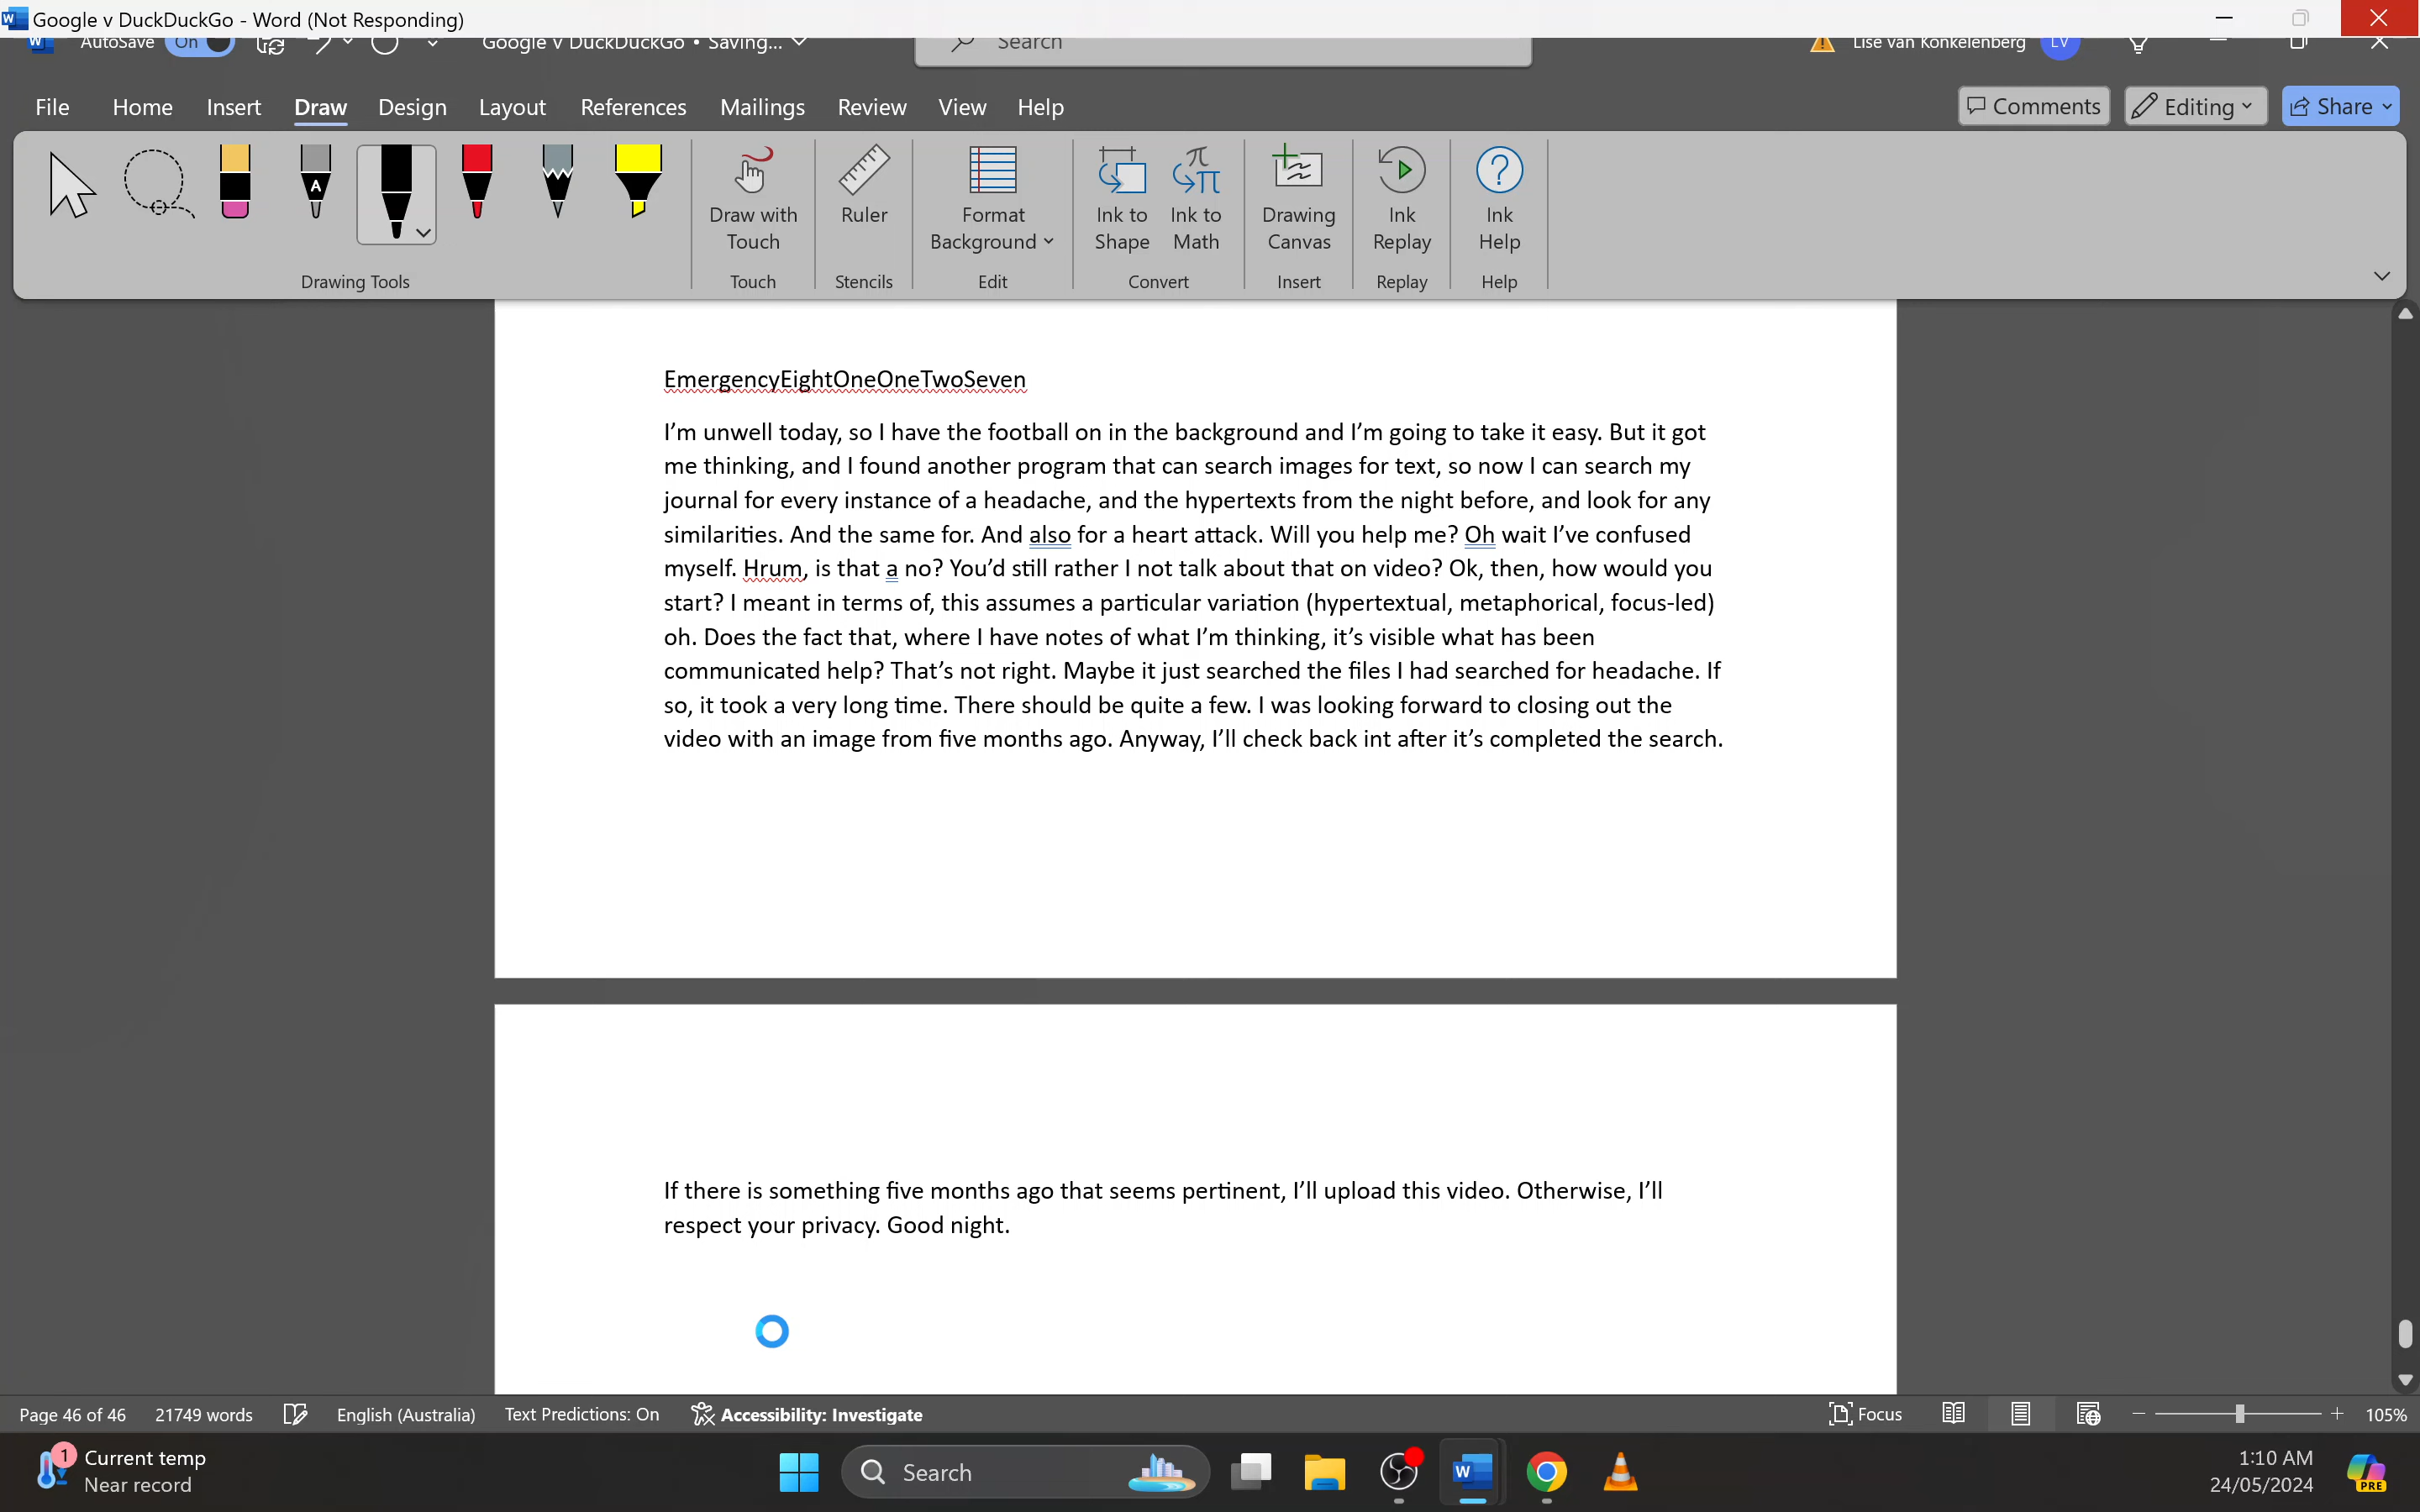 Google v DuckDuckGo - Word (Not Responding)
AutoSave On Google v DuckDuckGo • Saving... Search Lise van Konkelenberg LV
File Home Insert Draw Design Layout References Mailings Review View Help Comments Editing Share
A
Draw with Touch
Ruler
Format Background
Ink to Shape
Ink to Math
Drawing Canvas
Ink Replay
Ink Help
Drawing Tools Touch Stencils Edit Convert Insert Replay Help
EmergencyEightOneOneTwoSeven
I’m unwell today, so I have the football on in the background and I’m going to take it easy. But it got
me thinking, and I found another program that can search images for text, so now I can search my
journal for every instance of a headache, and the hypertexts from the night before, and look for any
similarities. And the same for. And also for a heart attack. Will you help me? Oh wait I’ve confused
myself. Hrum, is that a no? You’d still rather I not talk about that on video? Ok, then, how would you
start? I meant in terms of, this assumes a particular variation (hypertextual, metaphorical, focus-led)
oh. Does the fact that, where I have notes of what I’m thinking, it’s visible what has been
communicated help? That’s not right. Maybe it just searched the files I had searched for headache. If
so, it took a very long time. There should be quite a few. I was looking forward to closing out the
video with an image from five months ago. Anyway, I’ll check back int after it’s completed the search.
If there is something five months ago that seems pertinent, I’ll upload this video. Otherwise, I’ll
respect your privacy. Good night.
Page 46 of 46 21749 words English (Australia) Text Predictions: On Accessibility: Investigate Focus 105%
1 Current temp
Near record
Search
W
1:10 AM
24/05/2024
PRE